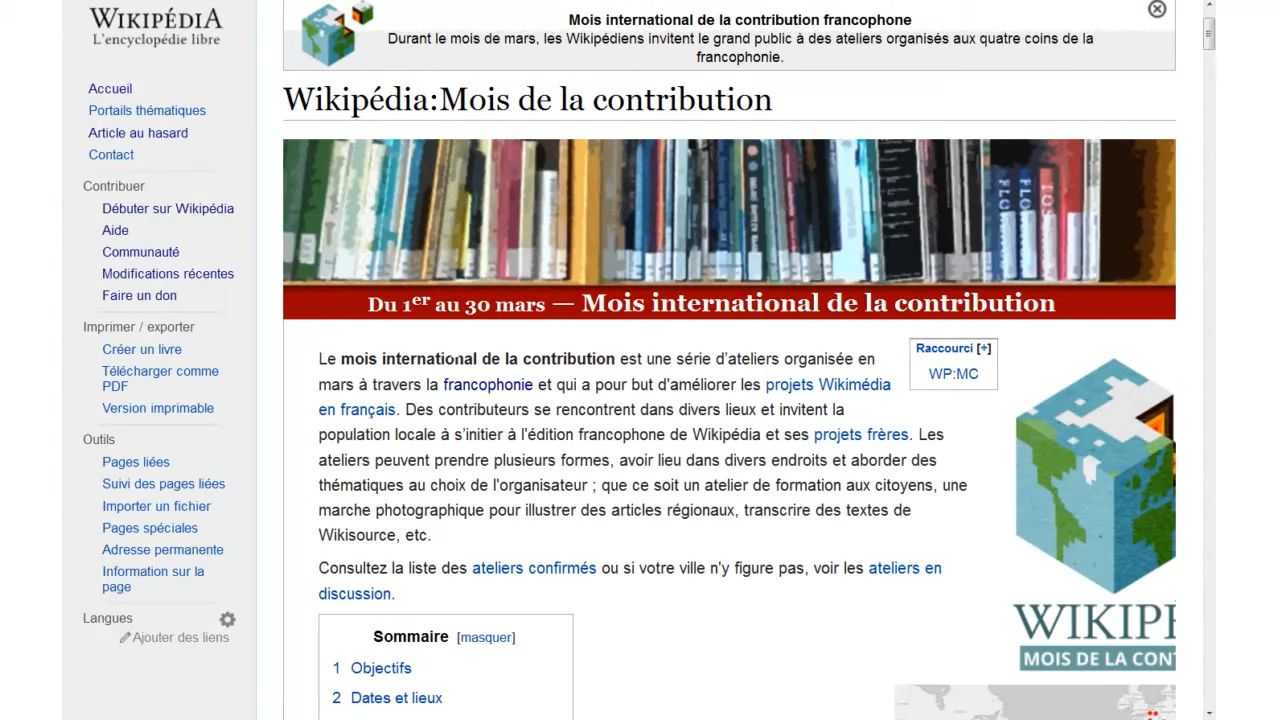 WIKIPÉDIA
L'encyclopédie libre
Accueil
Portails thématiques
Article au hasard
Contact
Contribuer
Débuter sur Wikipédia
Aide
Communauté
Modifications récentes
Faire un don
Imprimer / exporter
Créer un livre
Télécharger comme
PDF
Version imprimable
Outils
Pages liées
Suivi des pages liées
Importer un fichier
Pages spéciales
Adresse permanente
Information sur la
page
Langues
Ajouter des liens
Mois international de la contribution francophone
Durant le mois de mars, les Wikipédiens invitent le grand public à des ateliers organisés aux quatre coins de la
francophonie.
Wikipédia:Mois de la contribution
Du 1er au 30 mars — Mois international de la contribution
Le mois international de la contribution est une série d'ateliers organisée en
mars à travers la francophonie et qui a pour but d'améliorer les projets Wikimédia
en français. Des contributeurs se rencontrent dans divers lieux et invitent la
population locale à s'initier à l'édition francophone de Wikipédia et ses projets frères. Les
ateliers peuvent prendre plusieurs formes, avoir lieu dans divers endroits et aborder des
thématiques au choix de l'organisateur ; que ce soit un atelier de formation aux citoyens, une
marche photographique pour illustrer des articles régionaux, transcrire des textes de
Wikisource, etc.
Raccourci [+]
WP:MC
Consultez la liste des ateliers confirmés ou si votre ville n'y figure pas, voir les ateliers en
discussion.
Sommaire [masquer]
1 Objectifs
2 Dates et lieux
WIKIPÉ
MOIS DE LA CONT